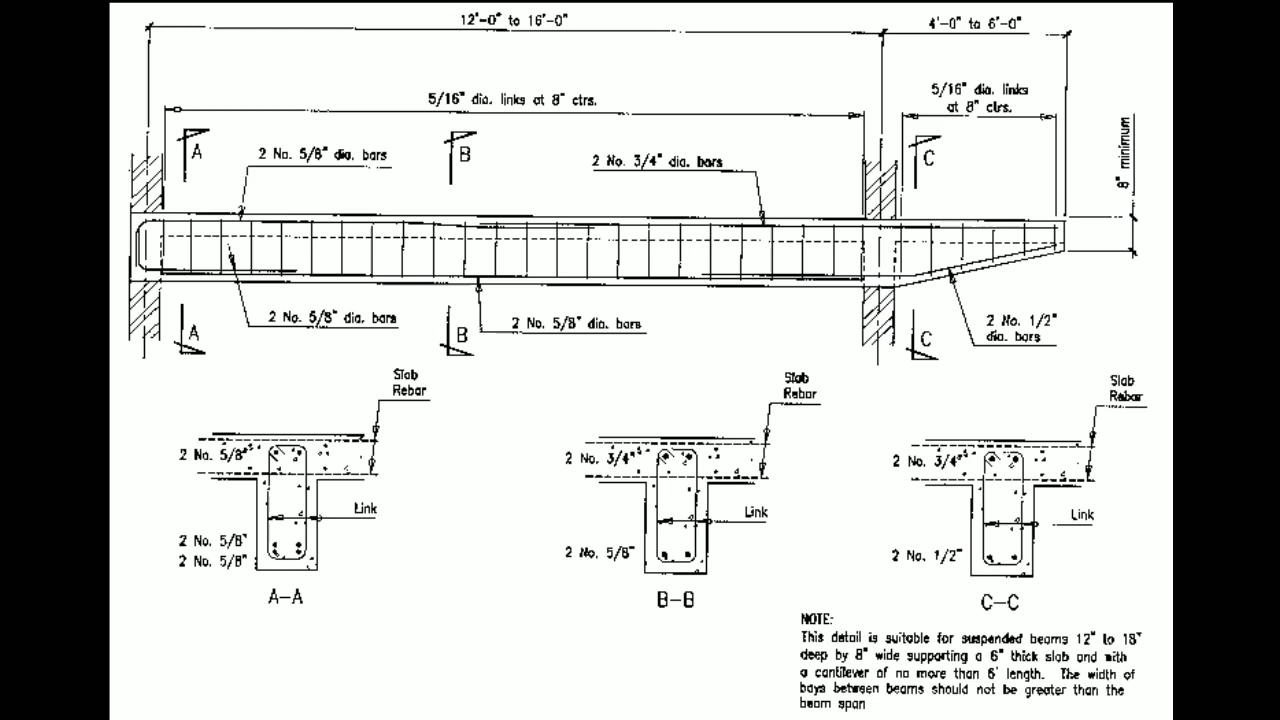 12'-0" to 16'-0"
4'-0" to 6'-0"
5/16" dia. links at 8" ctrs.
5/16" dia. links
at 8" ctrs.
8" minimum
A
B
C
2 No. 5/8" dia. bars
2 No. 3/4" dia. bars
A
B
C
2 No. 5/8" dia. bars
2 No. 5/8" dia. bars
2 No. 1/2"
dia. bars
Slab
Rebar
Slab
Rebar
Slab
Rebar
2 No. 5/8"
2 No. 3/4"
2 No. 3/4"
Link
Link
Link
2 No. 5/8"
2 No. 5/8"
2 No. 5/8"
2 No. 1/2"
A-A
B-B
C-C
NOTE:
This detail is suitable for suspended beams 12" to 18"
deep by 8" wide supporting a 6" thick slab and with
a cantilever of no more than 6' length. The width of
bays between beams should not be greater than the
beam span